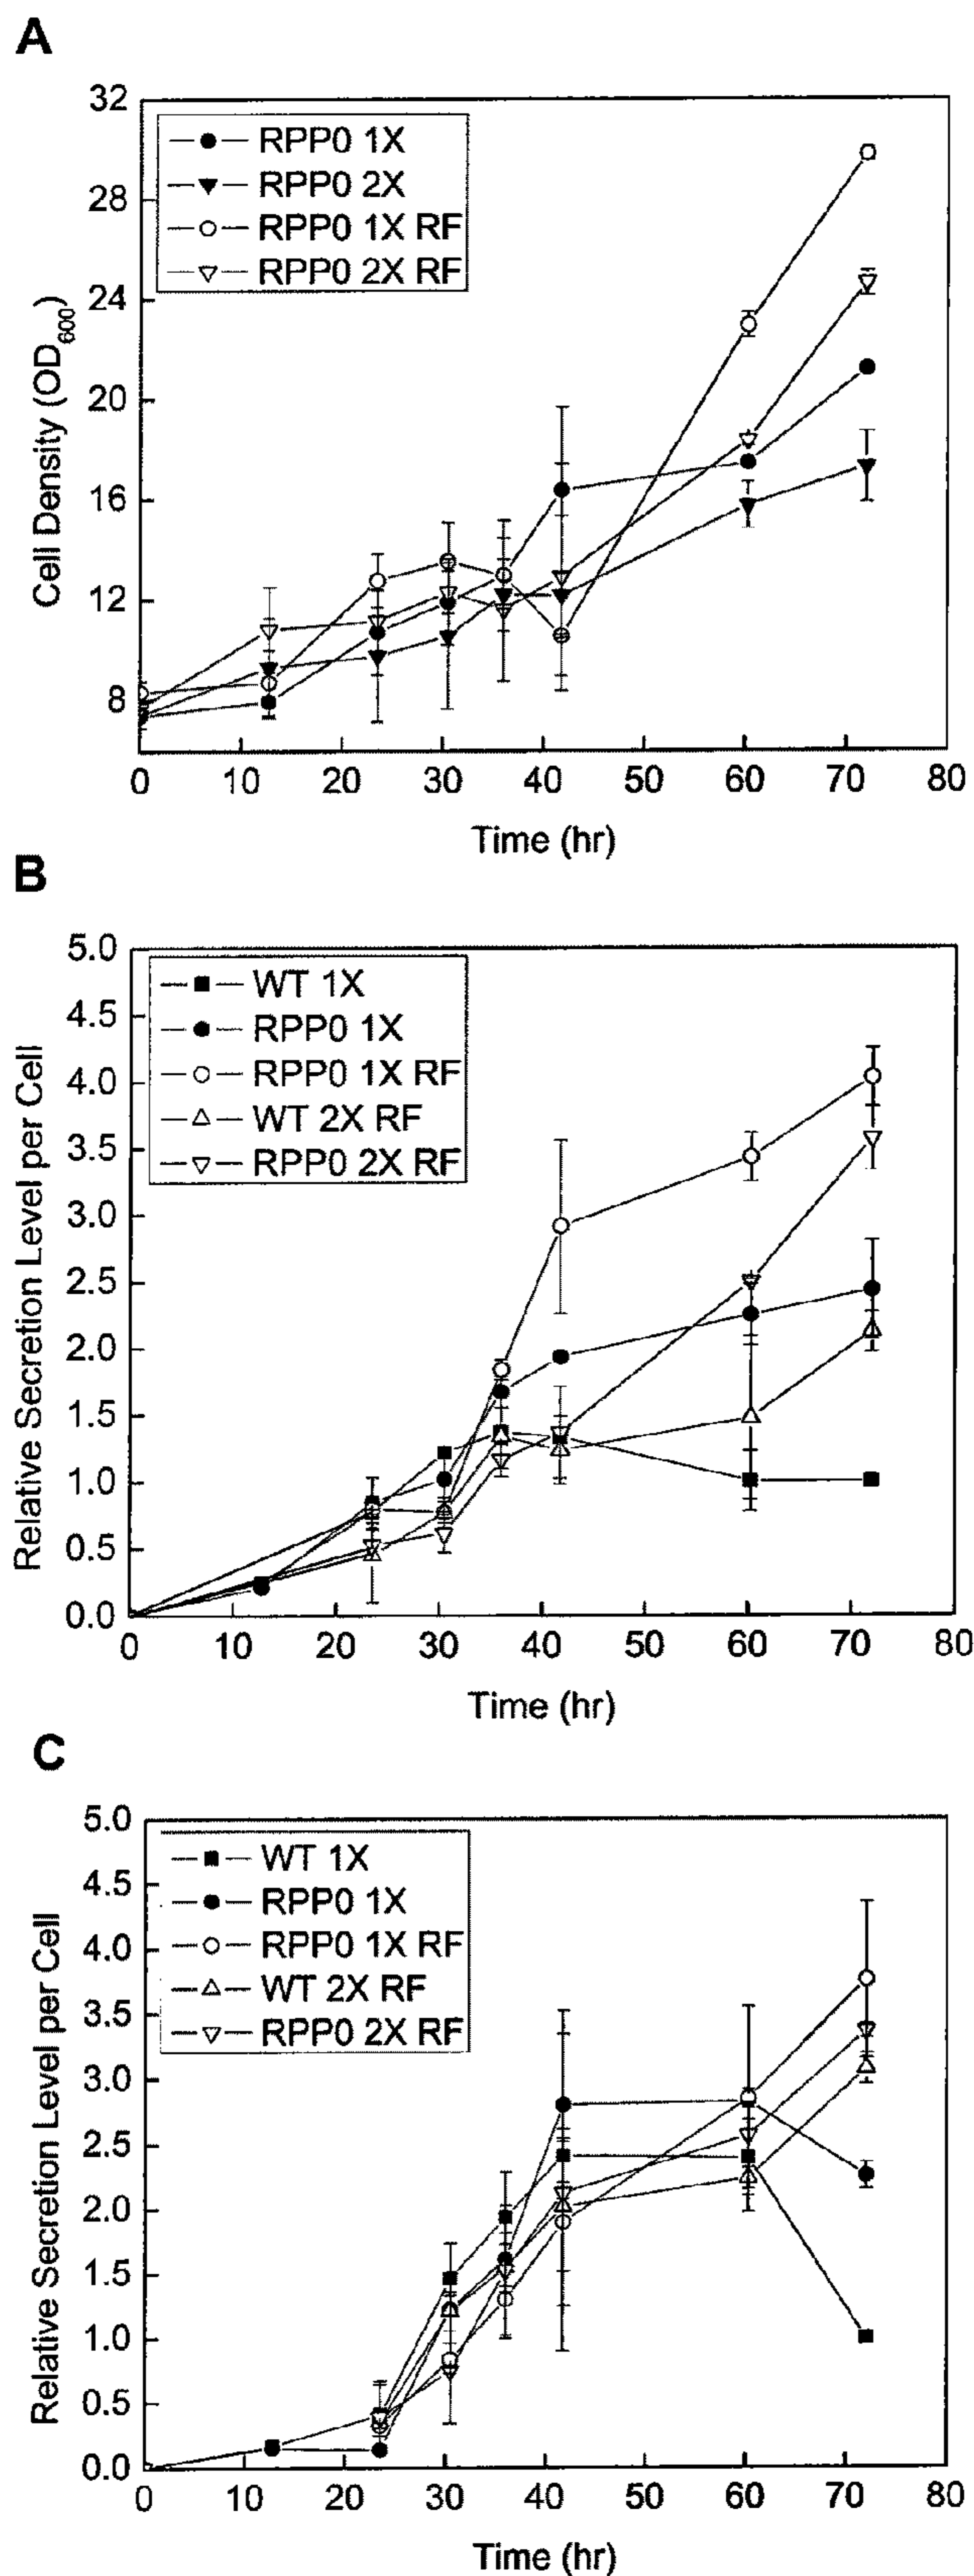 A
32
28
24
20
16
12
8
Cell Density (OD600)
RPP0 1X
RPP0 2X
RPP0 1X RF
RPP0 2X RF
0 10 20 30 40 50 60 70 80
Time (hr)
B
5.0
4.5
4.0
3.5
3.0
2.5
2.0
1.5
1.0
0.5
0.0
Relative Secretion Level per Cell
WT 1X
RPP0 1X
RPP0 1X RF
WT 2X RF
RPP0 2X RF
0 10 20 30 40 50 60 70 80
Time (hr)
C
5.0
4.5
4.0
3.5
3.0
2.5
2.0
1.5
1.0
0.5
0.0
Relative Secretion Level per Cell
WT 1X
RPP0 1X
RPP0 1X RF
WT 2X RF
RPP0 2X RF
0 10 20 30 40 50 60 70 80
Time (hr)